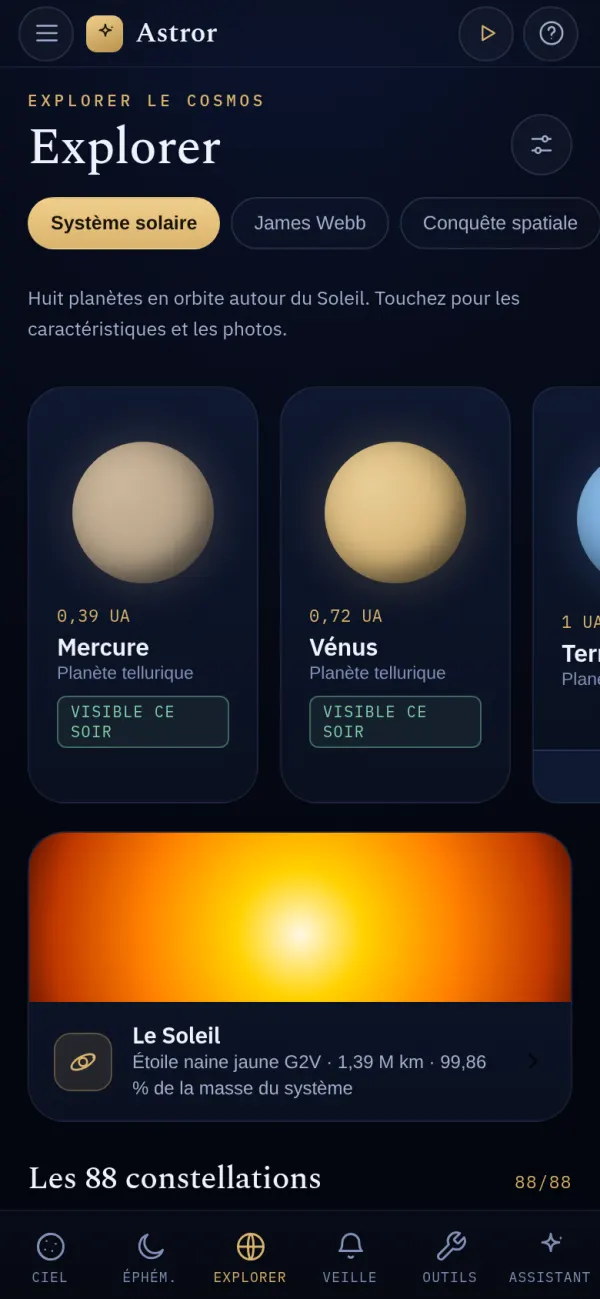 Astror
EXPLORER LE COSMOS
Explorer
Système solaire
James Webb
Conquête spatiale
Huit planètes en orbite autour du Soleil. Touchez pour les
caractéristiques et les photos.
0,39 UA
Mercure
Planète tellurique
VISIBLE CE
SOIR
0,72 UA
Vénus
Planète tellurique
VISIBLE CE
SOIR
1 UA
Le Soleil
Étoile naine jaune G2V · 1,39 M km · 99,86
% de la masse du système
Les 88 constellations
88/88
CIEL
ÉPHÉM.
EXPLORER
VEILLE
OUTILS
ASSISTANT